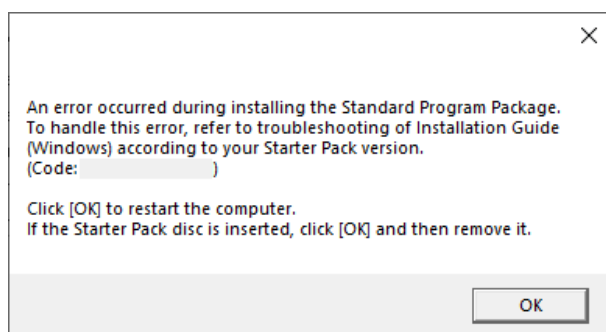 An error occurred during installing the Standard Program Package.
To handle this error, refer to troubleshooting of Installation Guide
(Windows) according to your Starter Pack version.
(Code: )
Click [OK] to restart the computer.
If the Starter Pack disc is inserted, click [OK] and then remove it.
OK